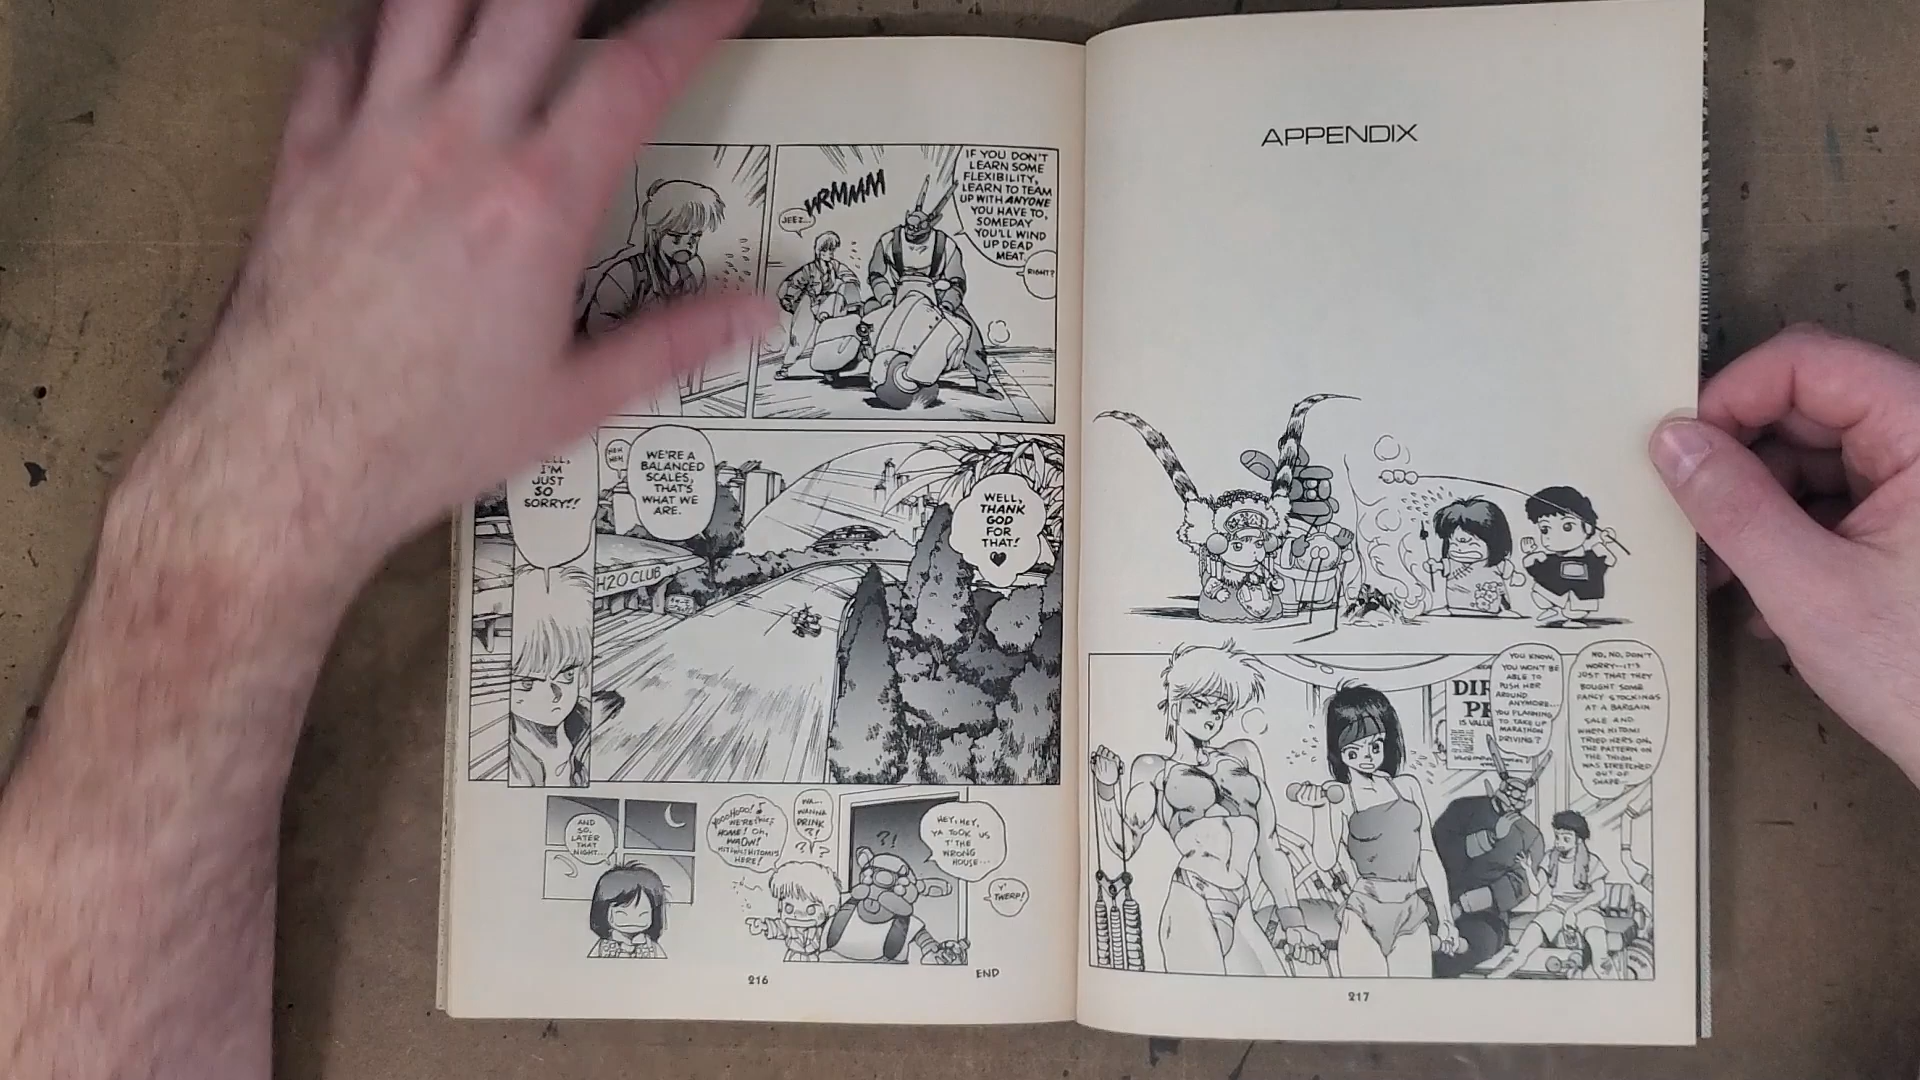 JEEZ...
VRMMM
IF YOU DON'T
LEARN SOME
FLEXIBILITY,
LEARN TO TEAM
UP WITH ANYONE
YOU HAVE TO,
SOMEDAY
YOU'LL WIND
UP DEAD
MEAT.
RIGHT?
I'M
JUST
SO
SORRY!!
HEH
HEH.
WE'RE A
BALANCED
SCALES,
THAT'S
WHAT WE
ARE.
WELL,
THANK
GOD
FOR
THAT!
H2O CLUB
AND
SO,
LATER
THAT
NIGHT...
YOOOHOOO!
WE'RE
HOME! OH,
HERE!
WA...
WANNA
DRINK
?!
?!
HEY, HEY,
YA TOOK US
T'THE
WRONG
HOUSE...
Y'
TWERP!
216
END
APPENDIX
YOU KNOW,
YOU WON'T BE
ABLE TO
PUSH HER
AROUND
ANYMORE...
YOU PLANNING
TO TAKE UP
MARATHON
DRIVING?
NO, NO, DON'T
WORRY--IT'S
JUST THAT THEY
BOUGHT SOME
FANCY STOCKINGS
AT A BARGAIN
SALE AND
WHEN HITOMI
TRIED HERS ON,
THE PATTERN ON
THE THIGH
WAS STRETCHED
OUT OF
SHAPE...
217